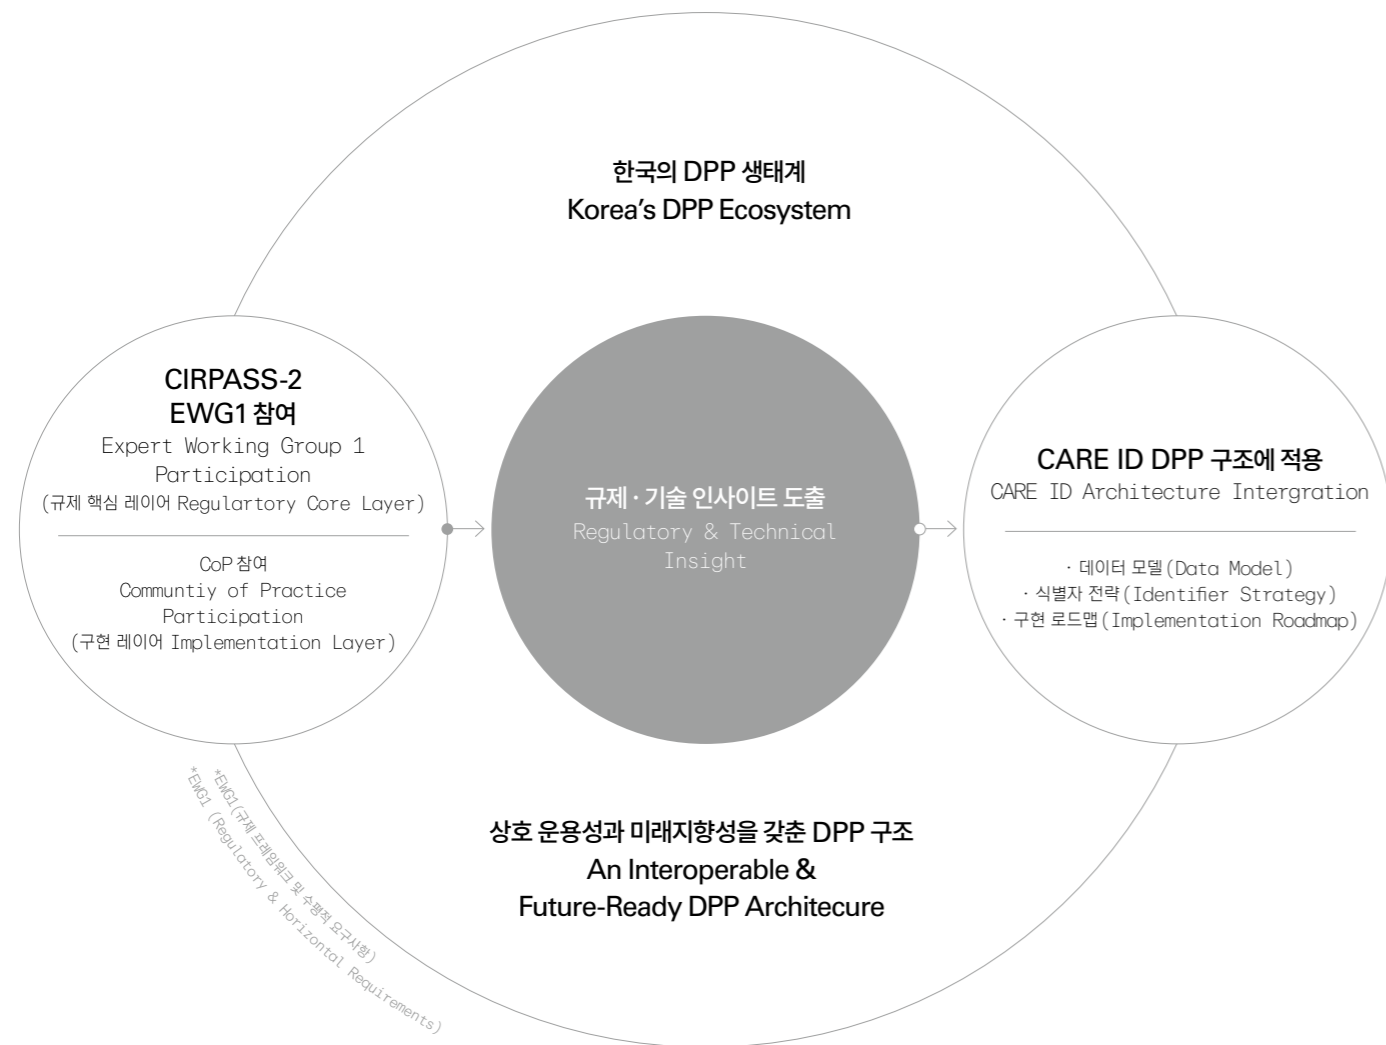 한국의 DPP 생태계
Korea's DPP Ecosystem
CIRPASS-2
EWG1 참여
Expert Working Group 1
Participation
(규제 핵심 레이어 Regulartory Core Layer)
CoP 참여
Communtiy of Practice
Participation
(구현 레이어 Implementation Layer)
규제 · 기술 인사이트 도출
Regulatory & Technical
Insight
CARE ID DPP 구조에 적용
CARE ID Architecture Intergration
· 데이터 모델 (Data Model)
· 식별자 전략 (Identifier Strategy)
· 구현 로드맵 (Implementation Roadmap)
상호 운용성과 미래지향성을 갖춘 DPP 구조
An Interoperable &
Future-Ready DPP Architecure
*EWG1(규제 프레임워크 및 수평적 요구사항)
*EWG1 (Regulatory & Horizontal Requirements)